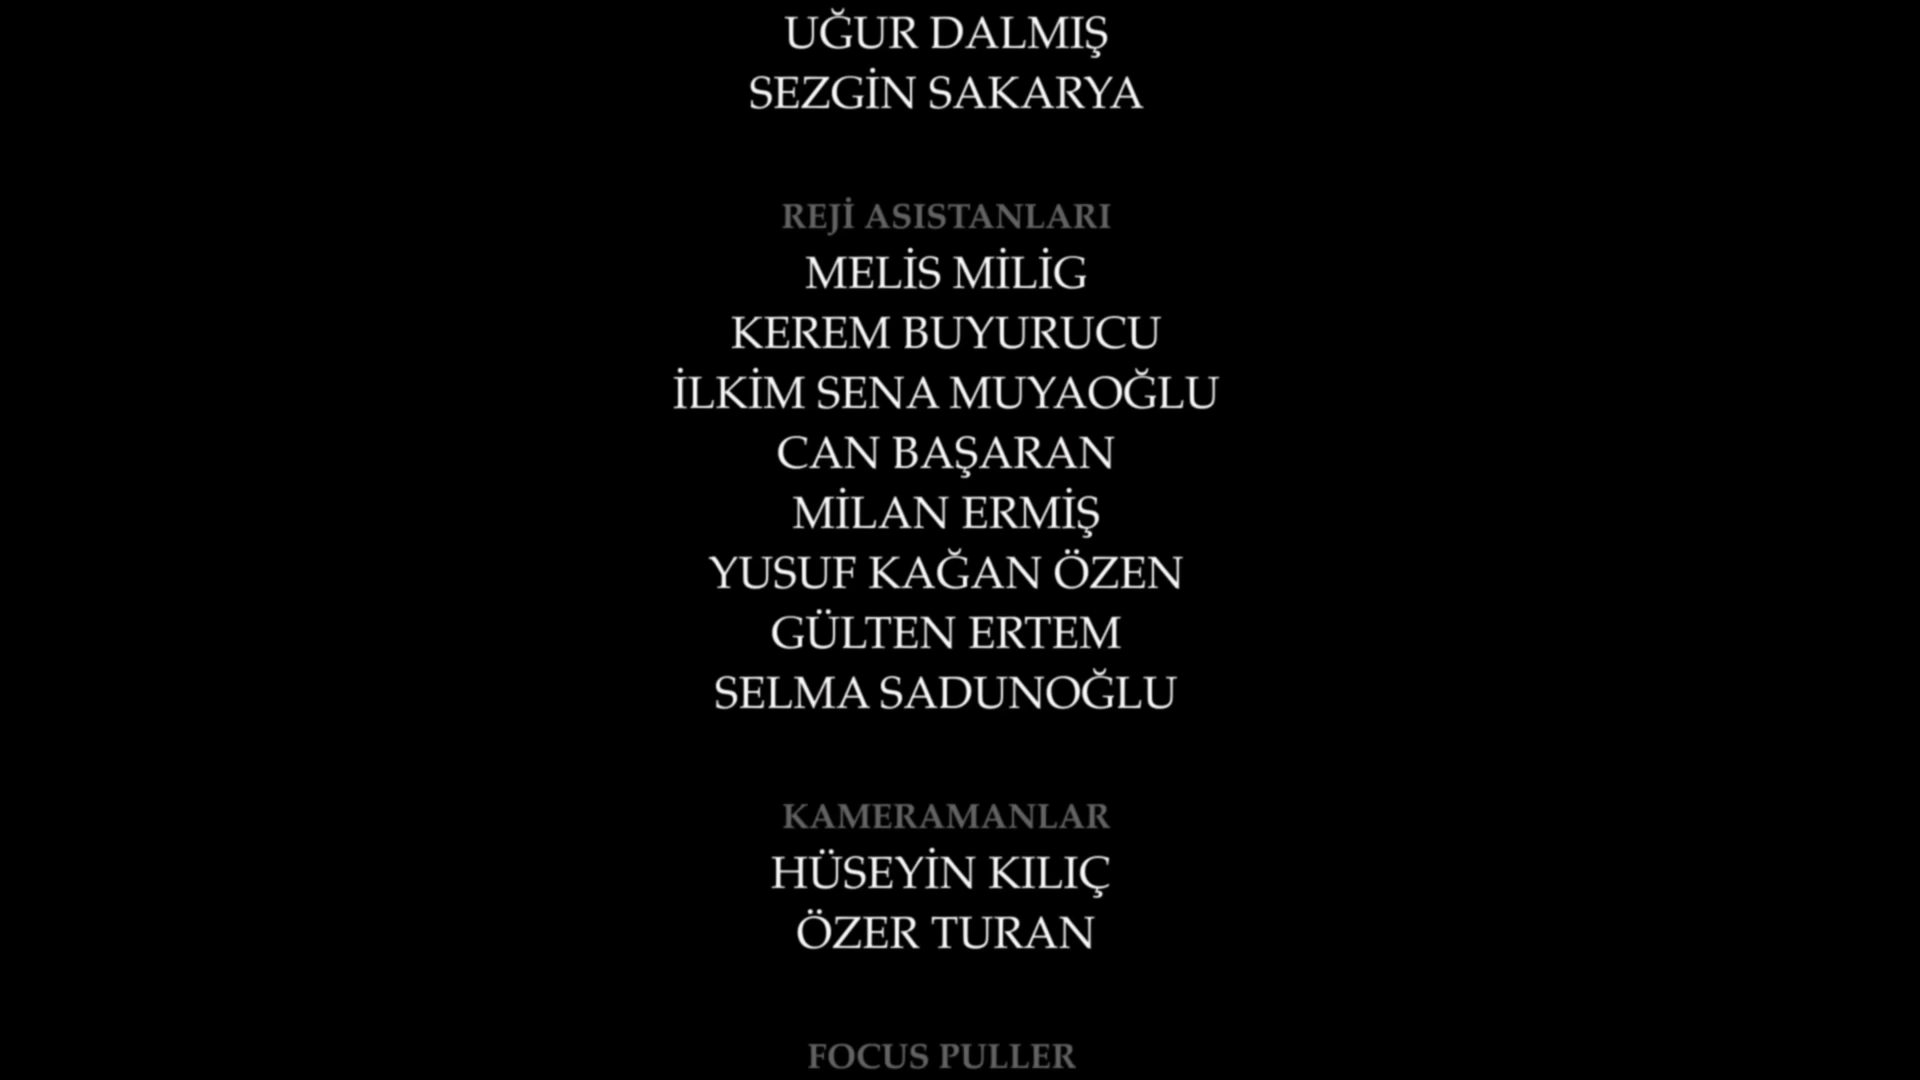 UĞUR DALMIŞ
SEZGİN SAKARYA
REJİ ASISTANLARI
MELİS MİLİG
KEREM BUYURUCU
İLKİM SENA MUYAOĞLU
CAN BAŞARAN
MİLAN ERMİŞ
YUSUF KAĞAN ÖZEN
GÜLTEN ERTEM
SELMA SADUNOĞLU
KAMERAMANLAR
HÜSEYİN KILIÇ
ÖZER TURAN
FOCUS PULLER